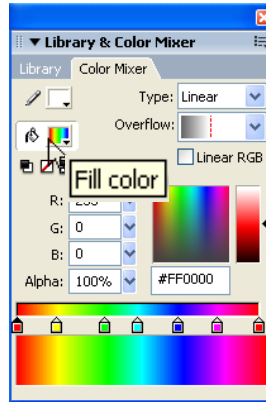 Library & Color Mixer
Library Color Mixer
Type: Linear
Overflow:
Linear RGB
Fill color
R:
G: 0
B: 0
Alpha: 100% #FF0000